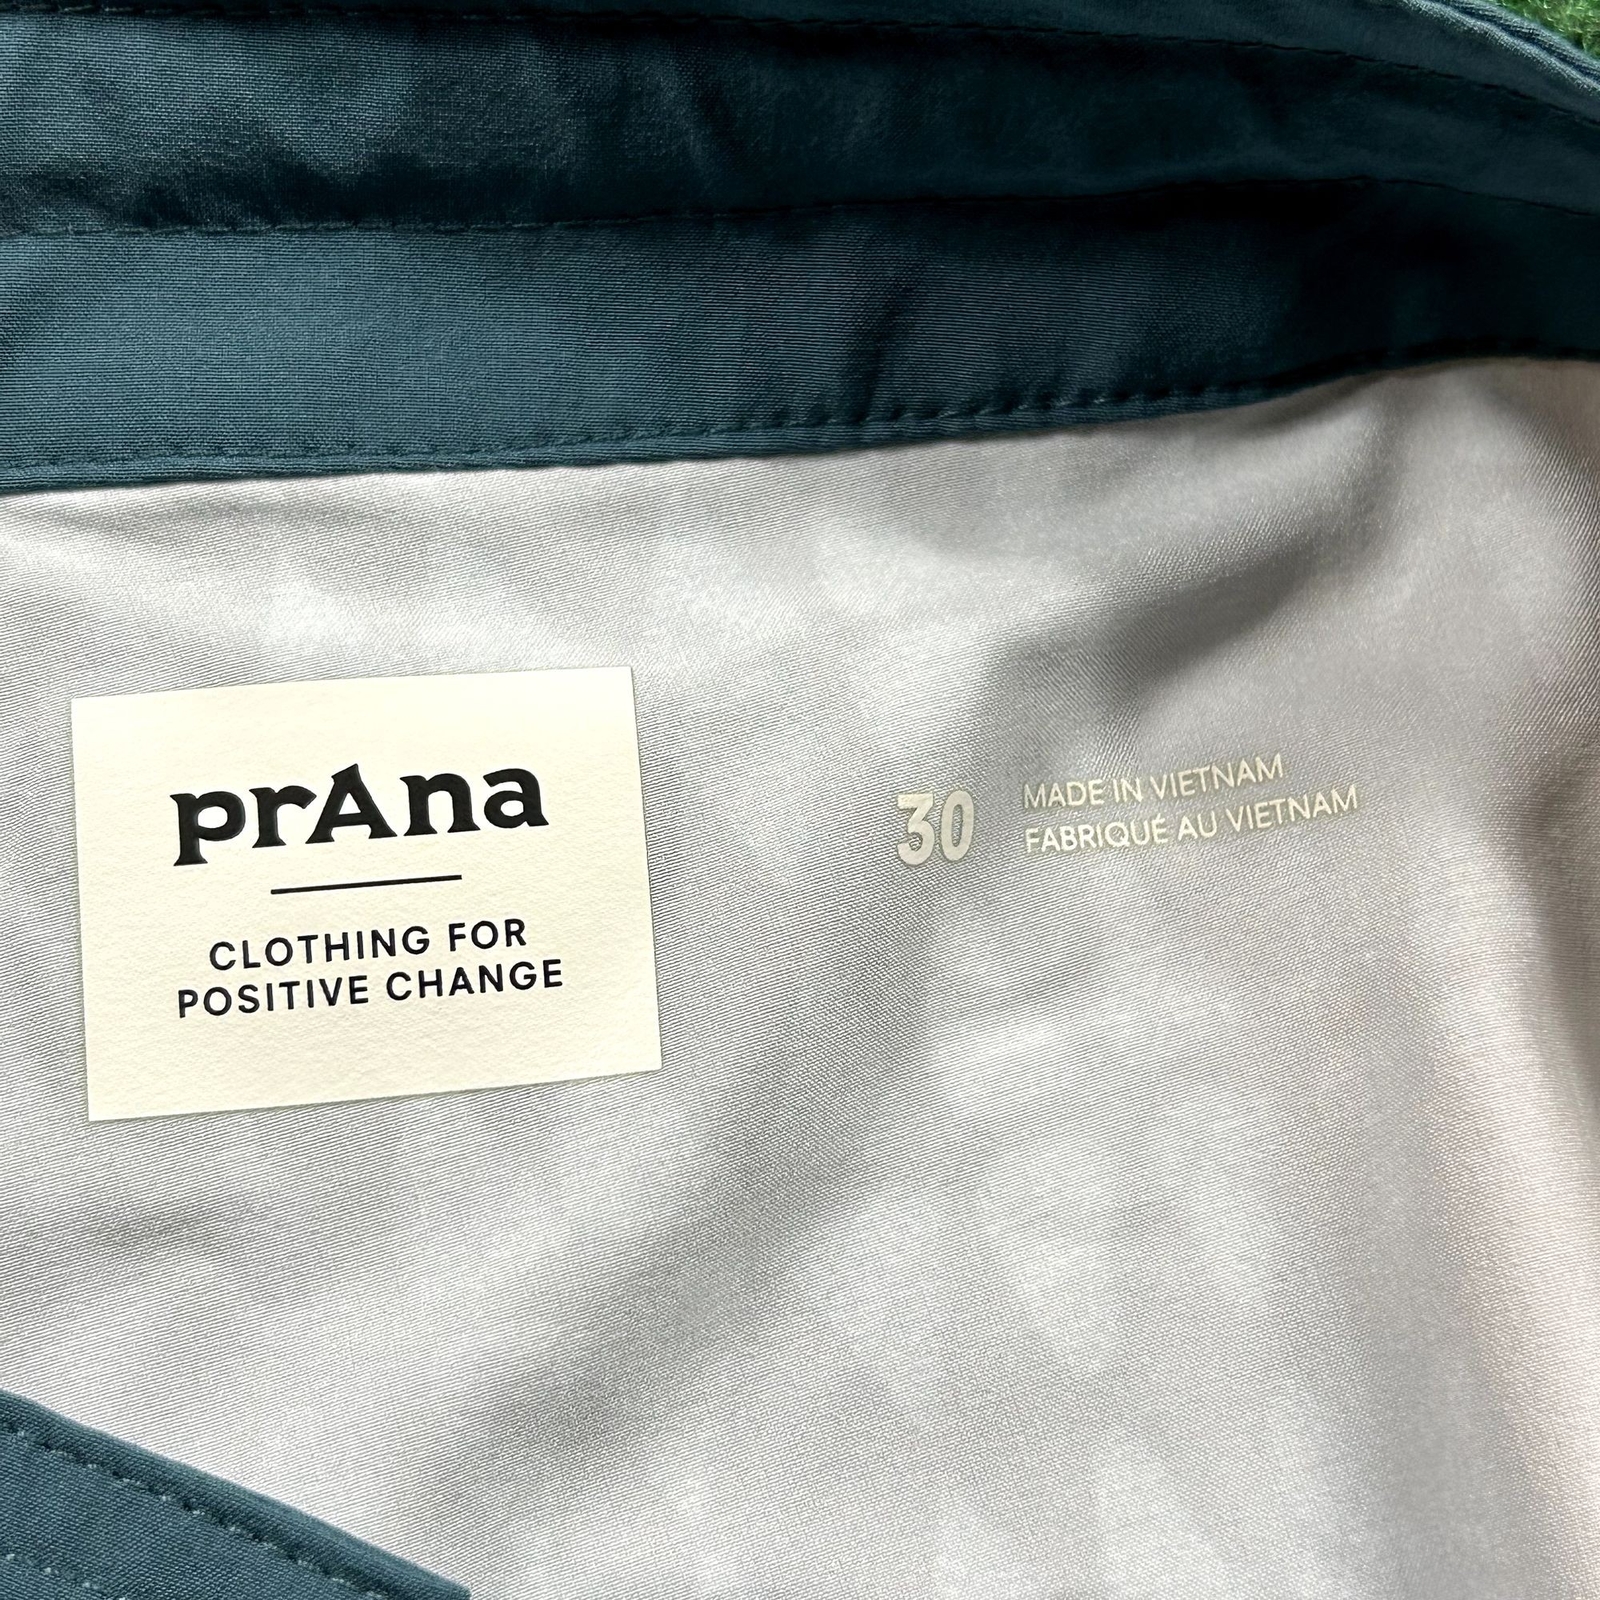 prAna
CLOTHING FOR
POSITIVE CHANGE
30
MADE IN VIETNAM
FABRIQUÉ AU VIETNAM